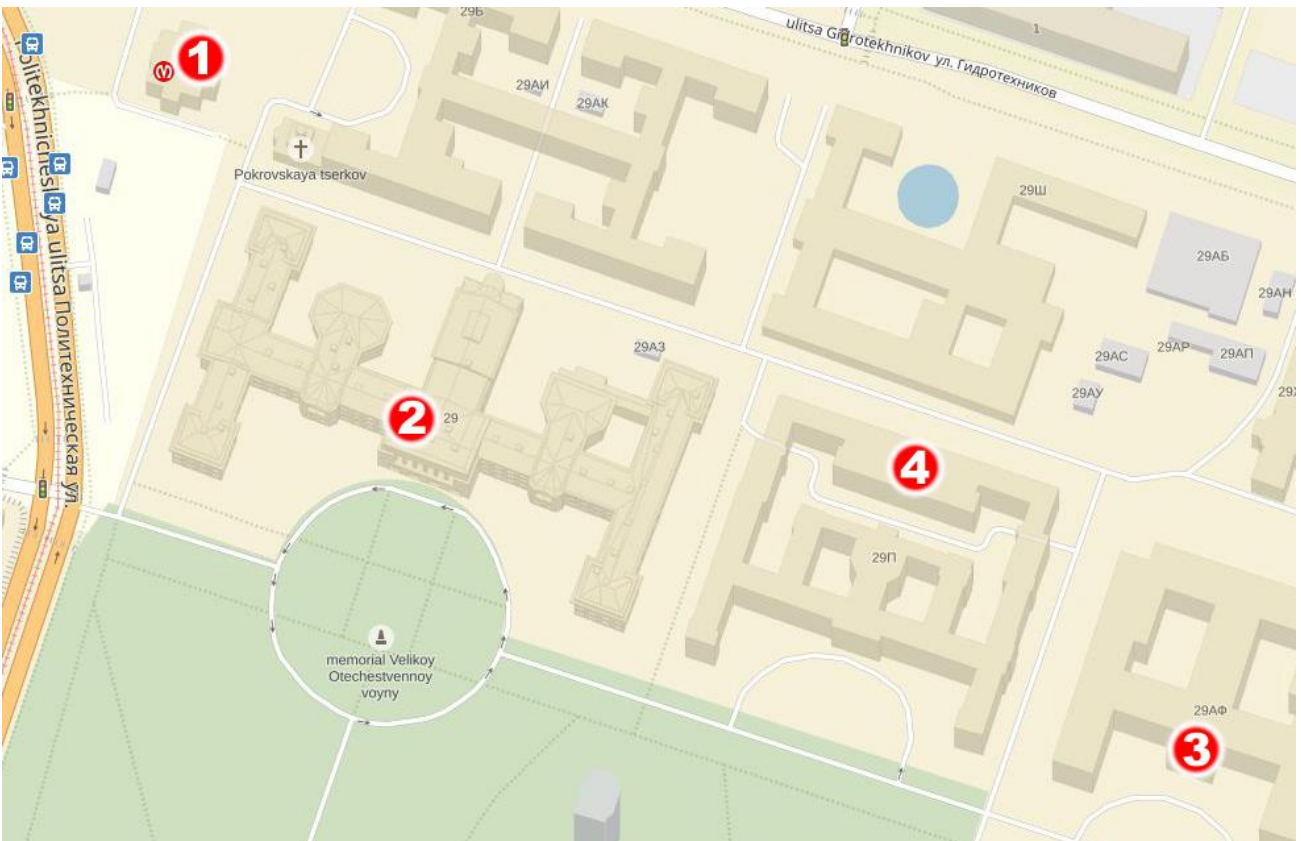 29Б
1
ulitsa Gidrotekhnikov ул. Гидротехников
1
29АИ
29АК
Politekhnicheskaya ulitsa Политехническая ул.
Pokrovskaya tserkov
29Ш
29АБ
29АН
29АЗ
29АС
29АР
29АП
29АУ
2
29
4
29П
memorial Velikoy
Otechestvennoy
voyny
29АФ
3